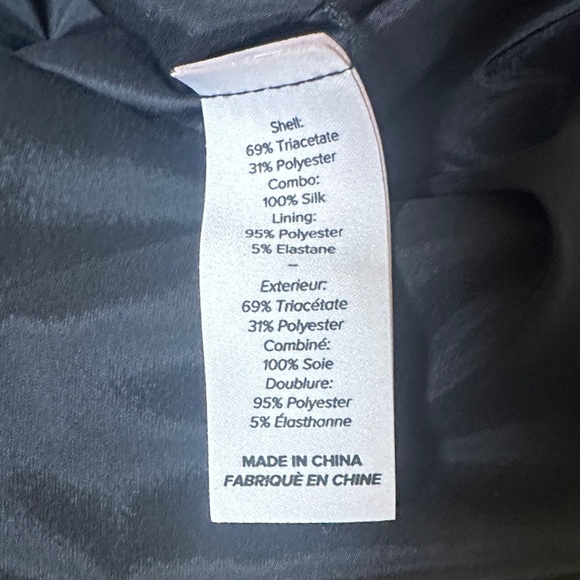 Shell:
69% Triacetate
31% Polyester
Combo:
100% Silk
Lining:
95% Polyester
5% Elastane
–
Exterieur:
69% Triacétate
31% Polyester
Combiné:
100% Soie
Doublure:
95% Polyester
5% Élasthanne
MADE IN CHINA
FABRIQUÈ EN CHINE